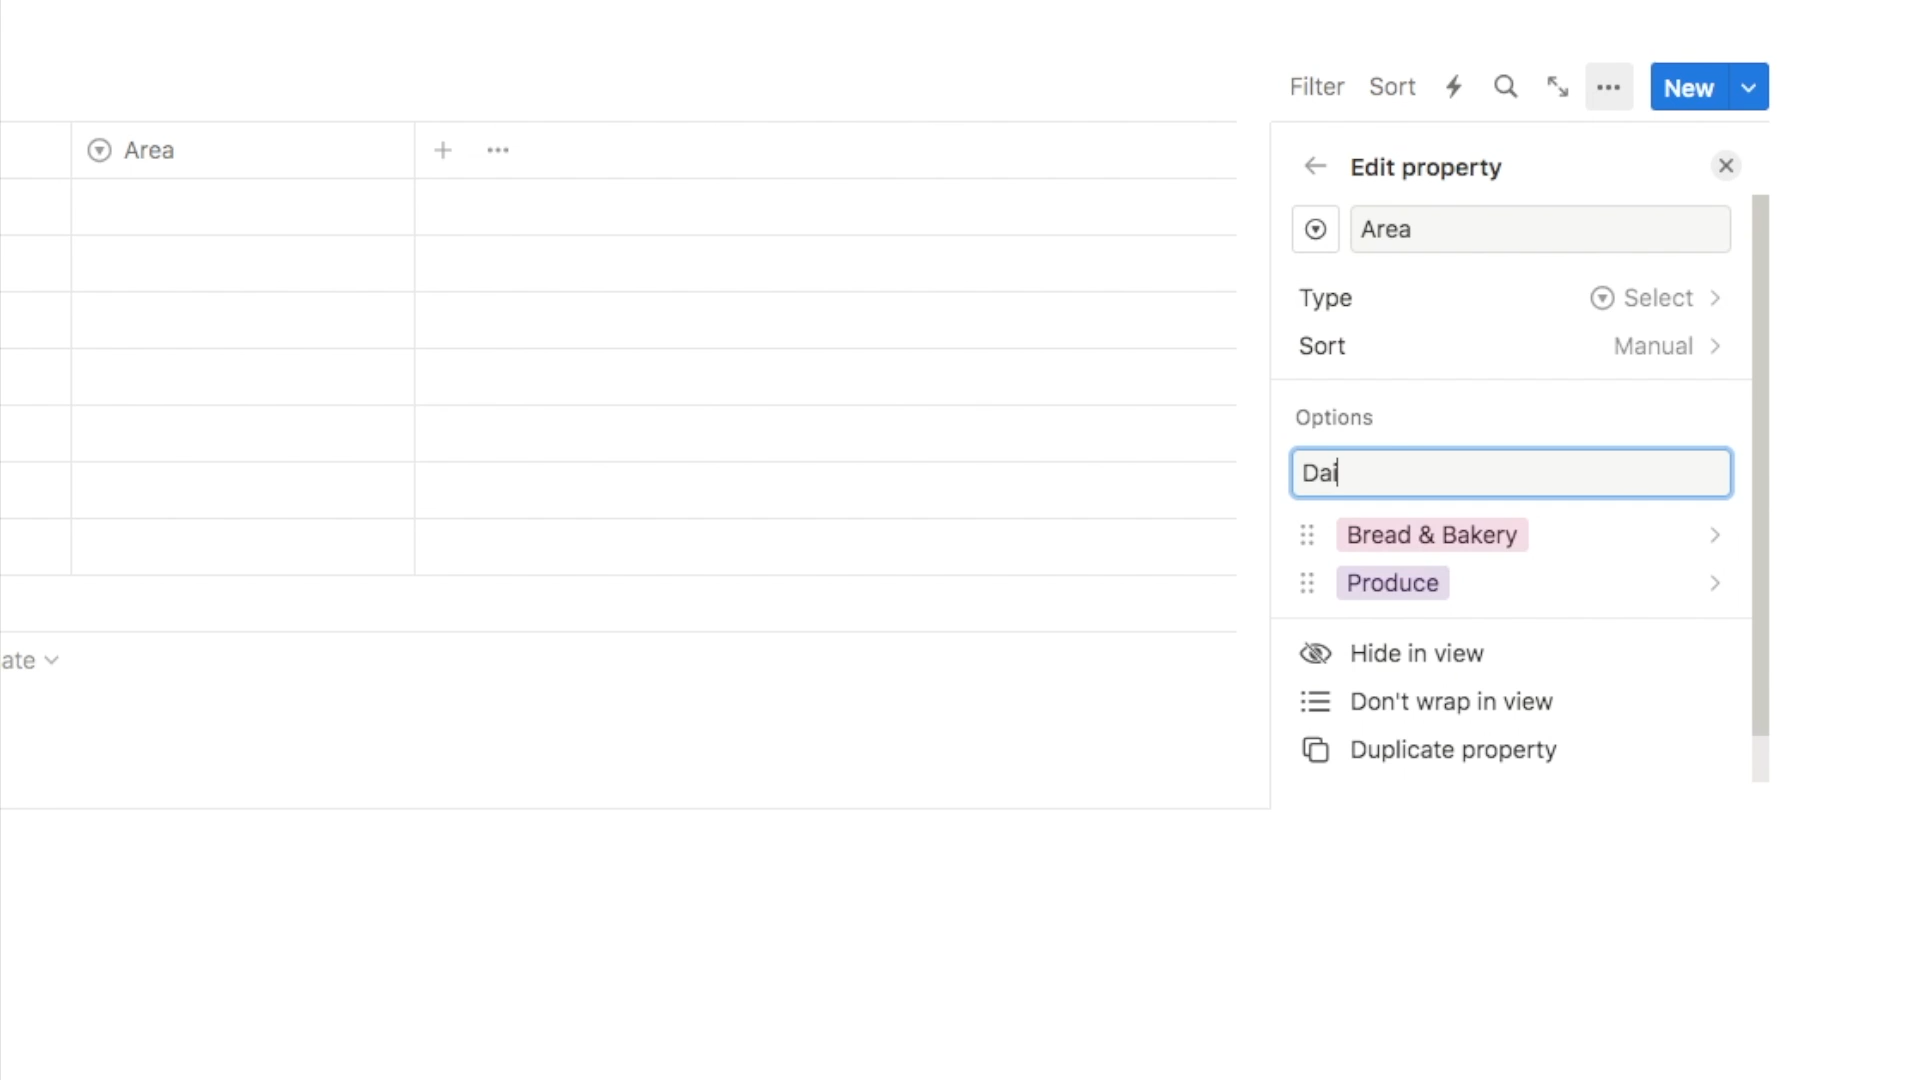 Filter Sort New
Area
Edit property
Area
Type Select
Sort Manual
Options
Dai
Bread & Bakery
Produce
Hide in view
ate
Don't wrap in view
Duplicate property